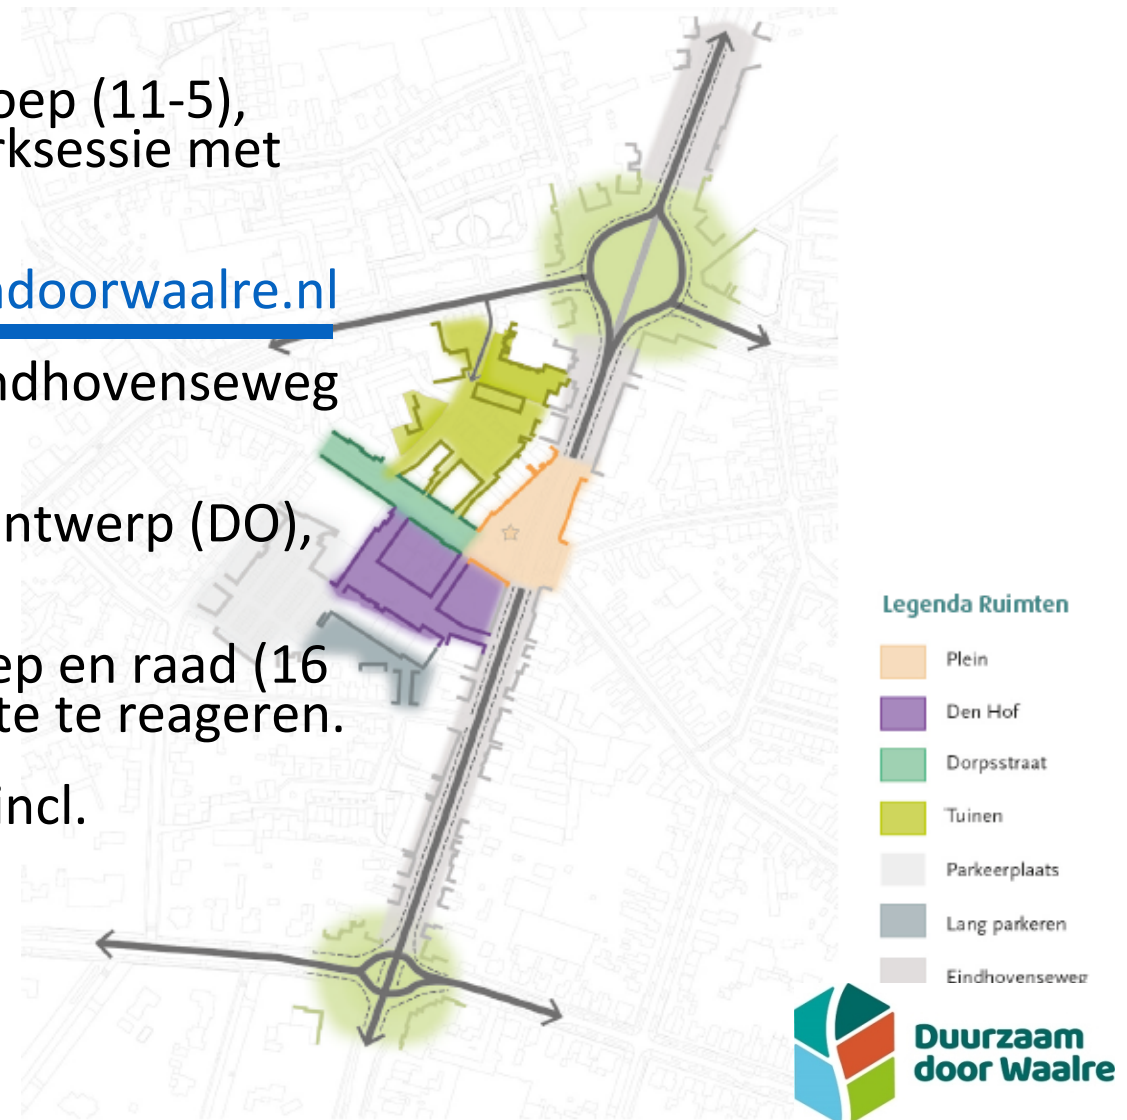 oep (11-5),
rksessie met
ndoorwaalre.nl
ndhovenseweg
ntwerp (DO),
ep en raad (16
te te reageren.
incl.
Legenda Ruimten
Plein
Den Hof
Dorpsstraat
Tuinen
Parkeerplaats
Lang parkeren
Eindhovenseweg
Duurzaam
door Waalre